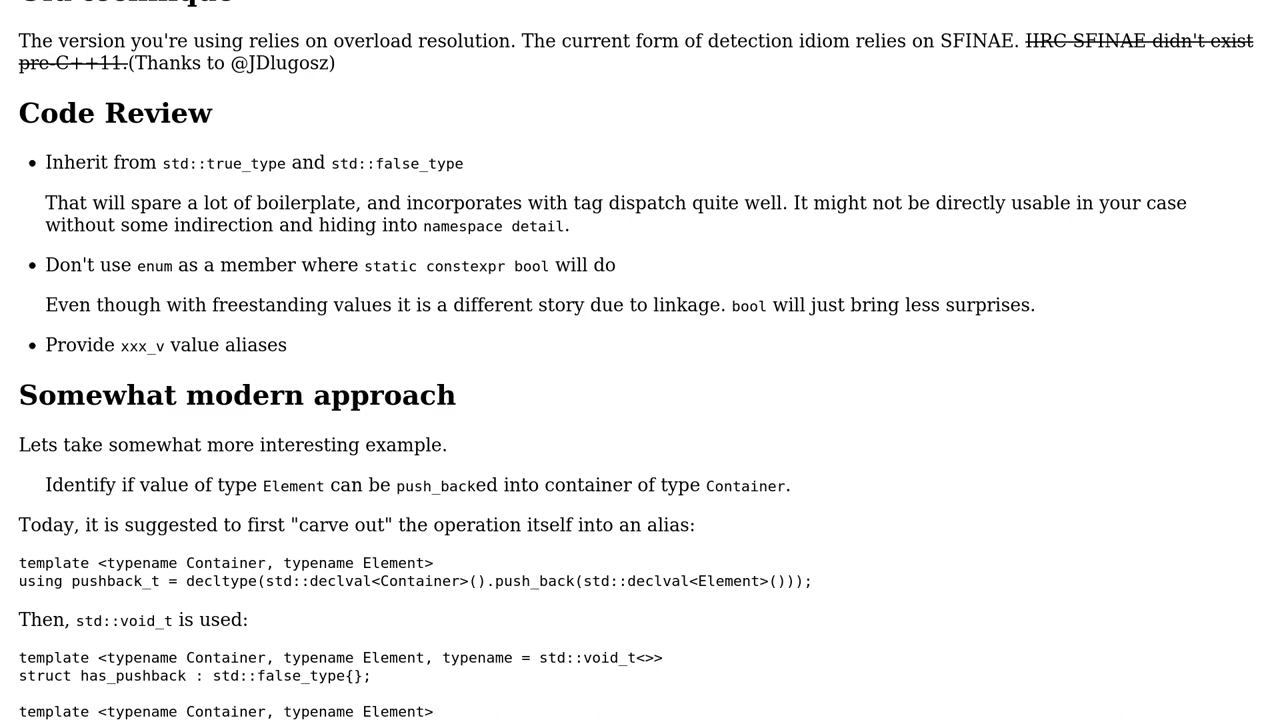 The version you're using relies on overload resolution. The current form of detection idiom relies on SFINAE. IIRC SFINAE didn't exist
pre-C++11.(Thanks to @JDlugosz)
Code Review
• Inherit from std::true_type and std::false_type
That will spare a lot of boilerplate, and incorporates with tag dispatch quite well. It might not be directly usable in your case
without some indirection and hiding into namespace detail.
• Don't use enum as a member where static constexpr bool will do
Even though with freestanding values it is a different story due to linkage. bool will just bring less surprises.
• Provide xxx_v value aliases
Somewhat modern approach
Lets take somewhat more interesting example.
Identify if value of type Element can be push_backed into container of type Container.
Today, it is suggested to first "carve out" the operation itself into an alias:
template <typename Container, typename Element>
using pushback_t = decltype(std::declval<Container>().push_back(std::declval<Element>()));
Then, std::void_t is used:
template <typename Container, typename Element, typename = std::void_t<>>
struct has_pushback : std::false_type{};
template <typename Container, typename Element>